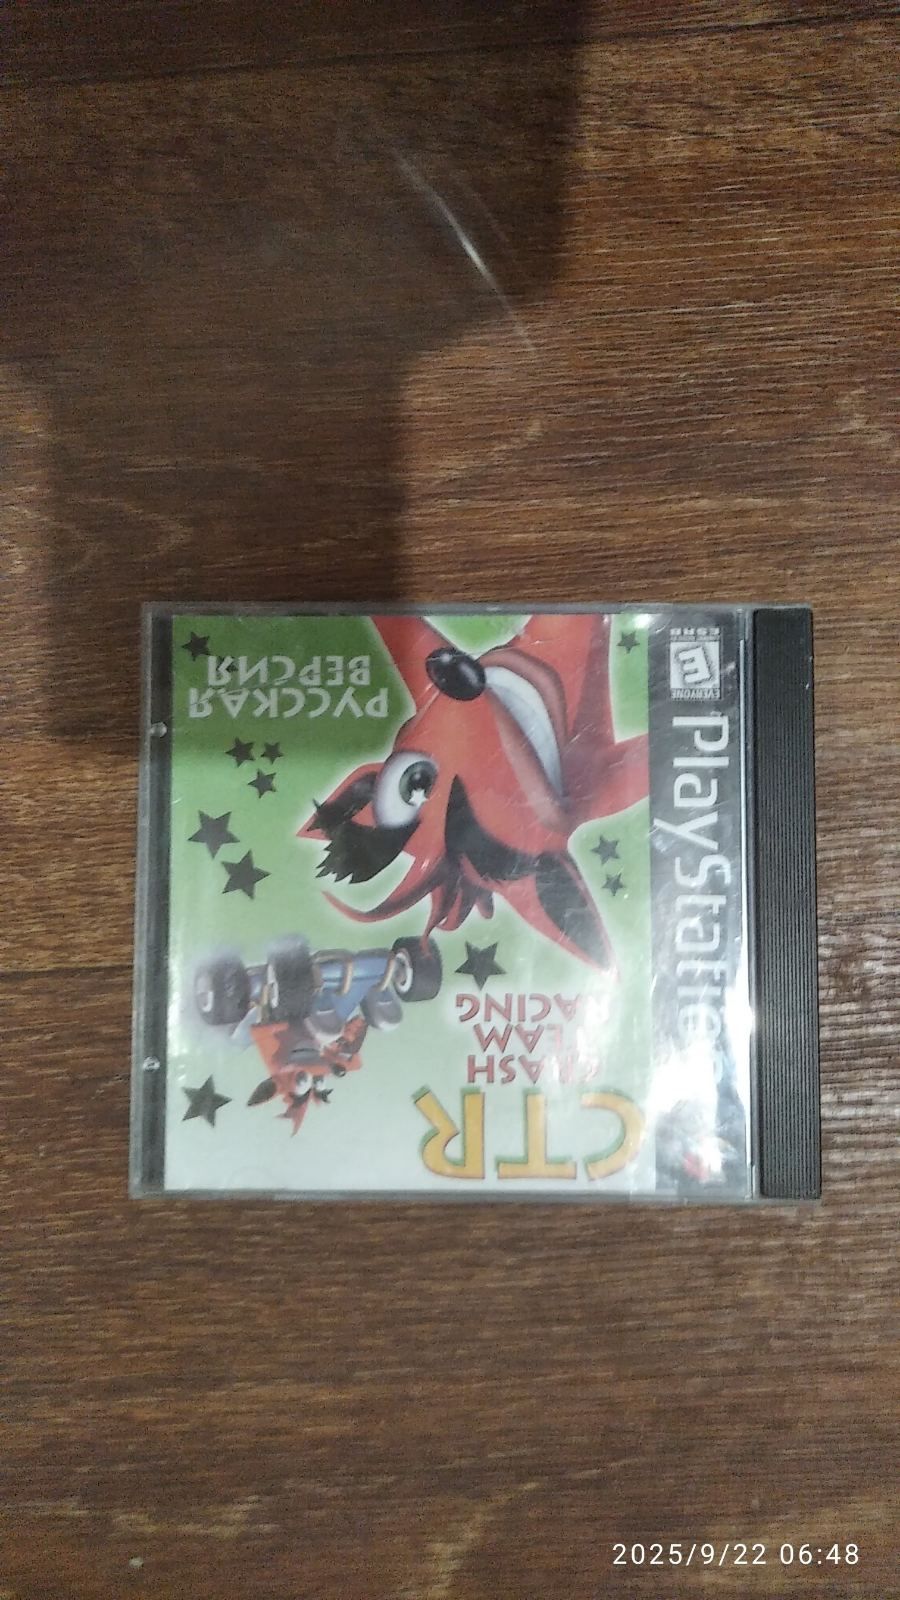 CTR
CRASH
TEAM
RACING
PlayStation
EVERYONE
E
ESRB
РУССКАЯ
ВЕРСИЯ
2025/9/22 06:48